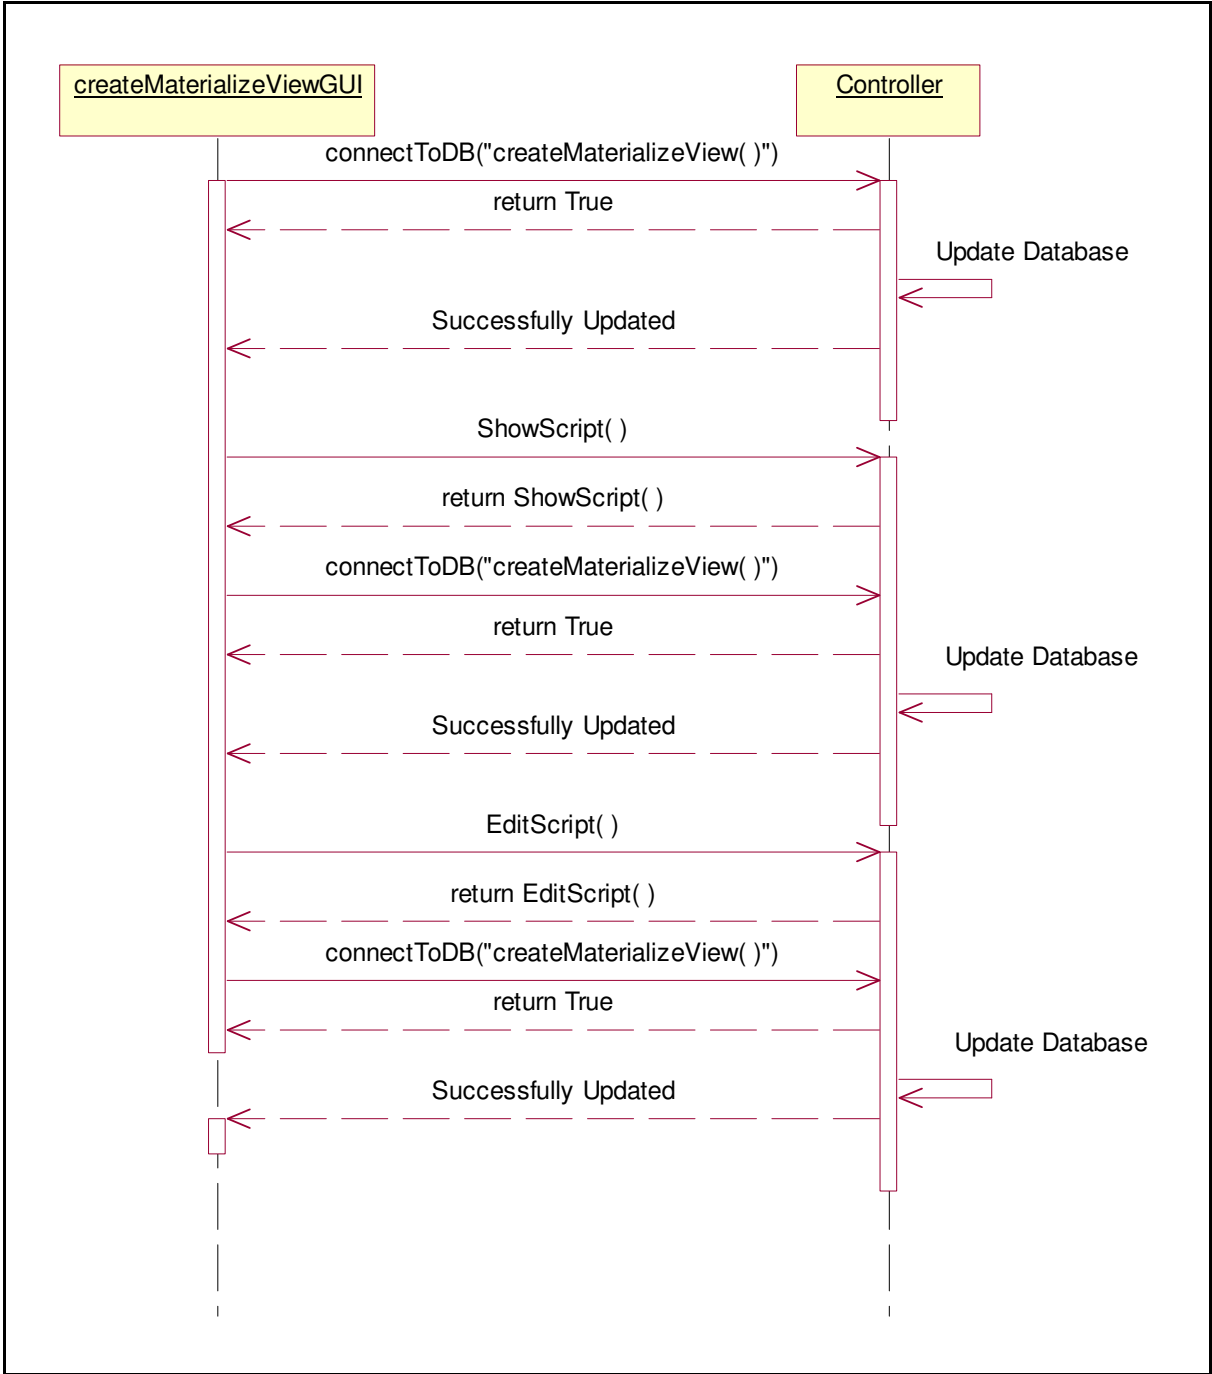 createMaterializeViewGUI
Controller
connectToDB("createMaterializeView( )")
return True
Update Database
Successfully Updated
ShowScript( )
return ShowScript( )
connectToDB("createMaterializeView( )")
return True
Update Database
Successfully Updated
EditScript( )
return EditScript( )
connectToDB("createMaterializeView( )")
return True
Update Database
Successfully Updated